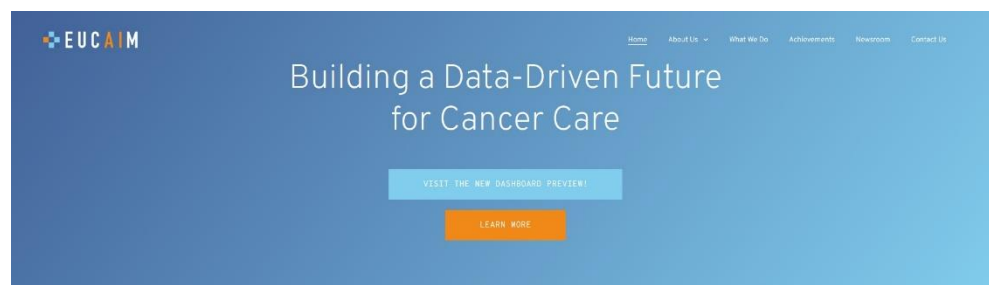 EUCAIM
Home About Us What We Do Achievements Newsroom Contact Us
Building a Data-Driven Future
for Cancer Care
VISIT THE NEW DASHBOARD PREVIEW!
LEARN MORE